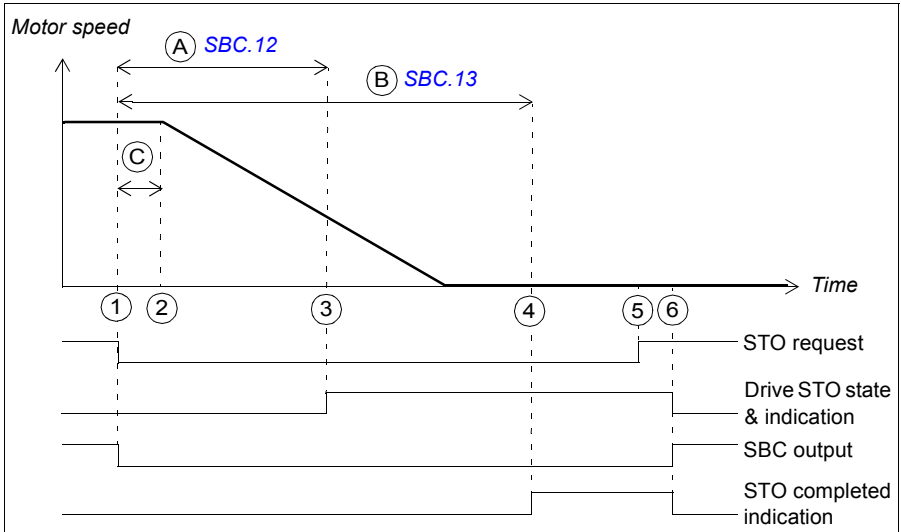 Motor speed
A SBC.12
B SBC.13
C
Time
1 2 3 4 5 6
STO request
Drive STO state
& indication
SBC output
STO completed
indication